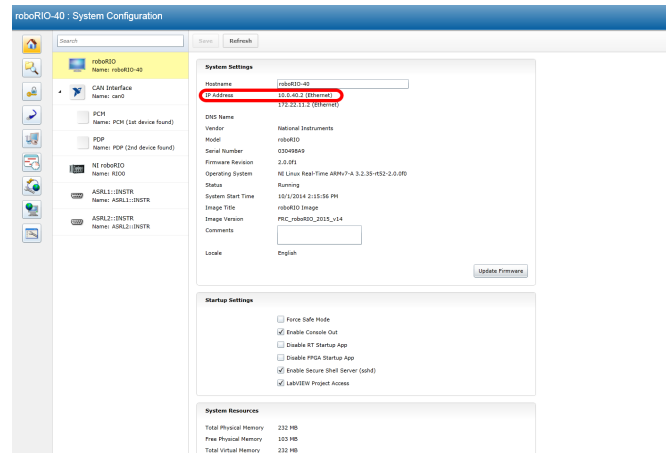 roboRIO-40 : System Configuration
Search
Save Refresh
roboRIO
Name: roboRIO-40
CAN Interface
Name: can0
PCM
Name: PCM (1st device found)
PDP
Name: PDP (2nd device found)
NI roboRIO
Name: RIO0
ASRL1::INSTR
Name: ASRL1::INSTR
ASRL2::INSTR
Name: ASRL2::INSTR
System Settings
Hostname roboRIO-40
IP Address 10.0.40.2 (Ethernet)
172.22.11.2 (Ethernet)
DNS Name
Vendor National Instruments
Model roboRIO
Serial Number 030498A9
Firmware Revision 2.0.0f1
Operating System NI Linux Real-Time ARMv7-A 3.2.35-rt52-2.0.0f0
Status Running
System Start Time 10/1/2014 2:15:56 PM
Image Title roboRIO Image
Image Version FRC_roboRIO_2015_v14
Comments
Locale English
Update Firmware
Startup Settings
Force Safe Mode
Enable Console Out
Disable RT Startup App
Disable FPGA Startup App
Enable Secure Shell Server (sshd)
LabVIEW Project Access
System Resources
Total Physical Memory 232 MB
Free Physical Memory 103 MB
Total Virtual Memory 232 MB